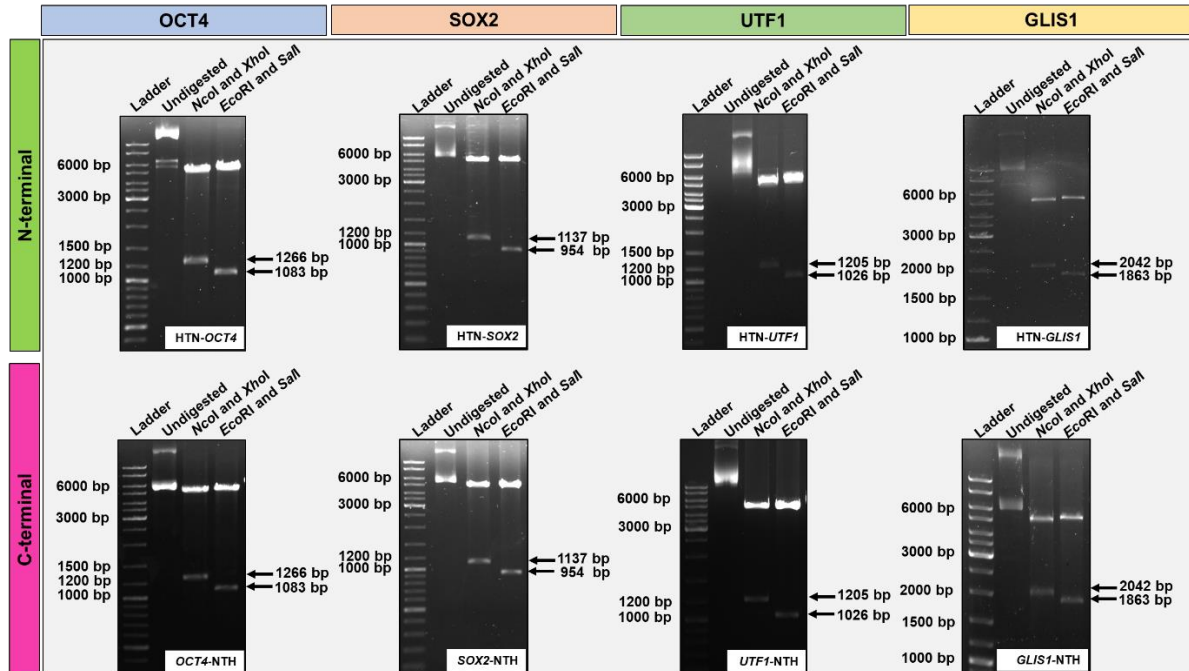 OCT4
SOX2
UTF1
GLIS1
N-terminal
Ladder
Undigested
NcoI and XhoI
EcoRI and SalI
6000 bp
3000 bp
1500 bp
1200 bp
1000 bp
1266 bp
1083 bp
HTN-OCT4
Ladder
Undigested
NcoI and XhoI
EcoRI and SalI
6000 bp
3000 bp
1200 bp
1000 bp
1137 bp
954 bp
HTN-SOX2
Ladder
Undigested
NcoI and XhoI
EcoRI and SalI
6000 bp
3000 bp
1500 bp
1200 bp
1000 bp
1205 bp
1026 bp
HTN-UTF1
Ladder
Undigested
NcoI and XhoI
EcoRI and SalI
6000 bp
3000 bp
2000 bp
1500 bp
1000 bp
2042 bp
1863 bp
HTN-GLIS1
C-terminal
Ladder
Undigested
NcoI and XhoI
EcoRI and SalI
6000 bp
3000 bp
1500 bp
1200 bp
1000 bp
1266 bp
1083 bp
OCT4-NTH
Ladder
Undigested
NcoI and XhoI
EcoRI and SalI
6000 bp
3000 bp
1200 bp
1000 bp
1137 bp
954 bp
SOX2-NTH
Ladder
Undigested
NcoI and XhoI
EcoRI and SalI
6000 bp
3000 bp
1200 bp
1000 bp
1205 bp
1026 bp
UTF1-NTH
Ladder
Undigested
NcoI and XhoI
EcoRI and SalI
6000 bp
3000 bp
2000 bp
1500 bp
1000 bp
2042 bp
1863 bp
GLIS1-NTH